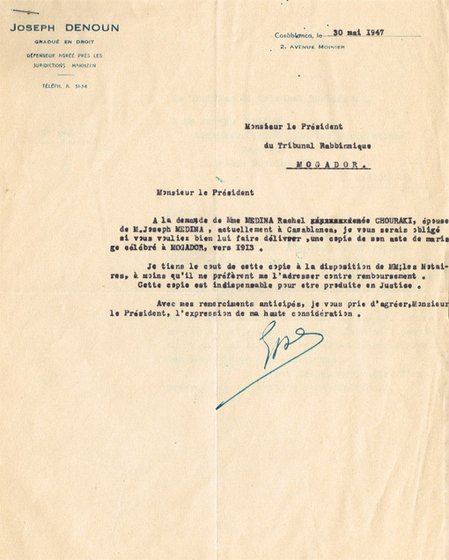 JOSEPH DENOUN
GRADUÉ EN DROIT
DÉFENSEUR AGRÉÉ PRÈS LES
JURIDICTIONS MAKHZEN
TÉLÉPH. A 51-54
Casablanca, le 30 mai 1947
2, AVENUE MOINIER
Monsieur le Président
du Tribunal Rabbinique
MOGADOR.
Monsieur le Président
A la demande de Mme MEDINA Rachel née CHOURAKI, épouse
de M.Joseph MEDINA , actuellement à Casablanca, je vous serais obligé
si vous vouliez bien lui faire délivrer , une copie de son acte de maria
ge célébré à MOGADOR, vers 1913 .
Je tiens le cout de cette copie à la disposition de MM;les Notai-
res, à moins qu'il ne préfèrent me l'adresser contre remboursement .
Cette copie est indispensable pour etre produite en Justice .
Avec mes remerciments anticipés, je vous prie d'agréer,Monsieur
le Président, l'expression de ma haute considération .